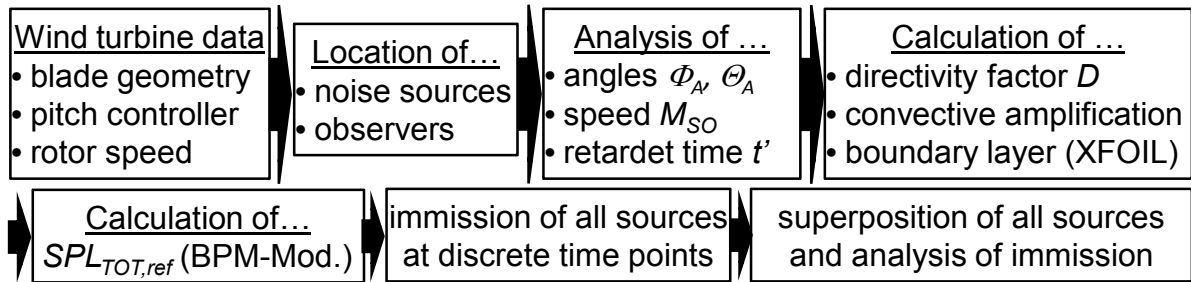 Wind turbine data
• blade geometry
• pitch controller
• rotor speed
Location of…
• noise sources
• observers
Analysis of …
• angles Φ_A, Θ_A
• speed M_SO
• retardet time t’
Calculation of …
• directivity factor D
• convective amplification
• boundary layer (XFOIL)
Calculation of…
SPL_TOT,ref (BPM-Mod.)
immission of all sources
at discrete time points
superposition of all sources
and analysis of immission